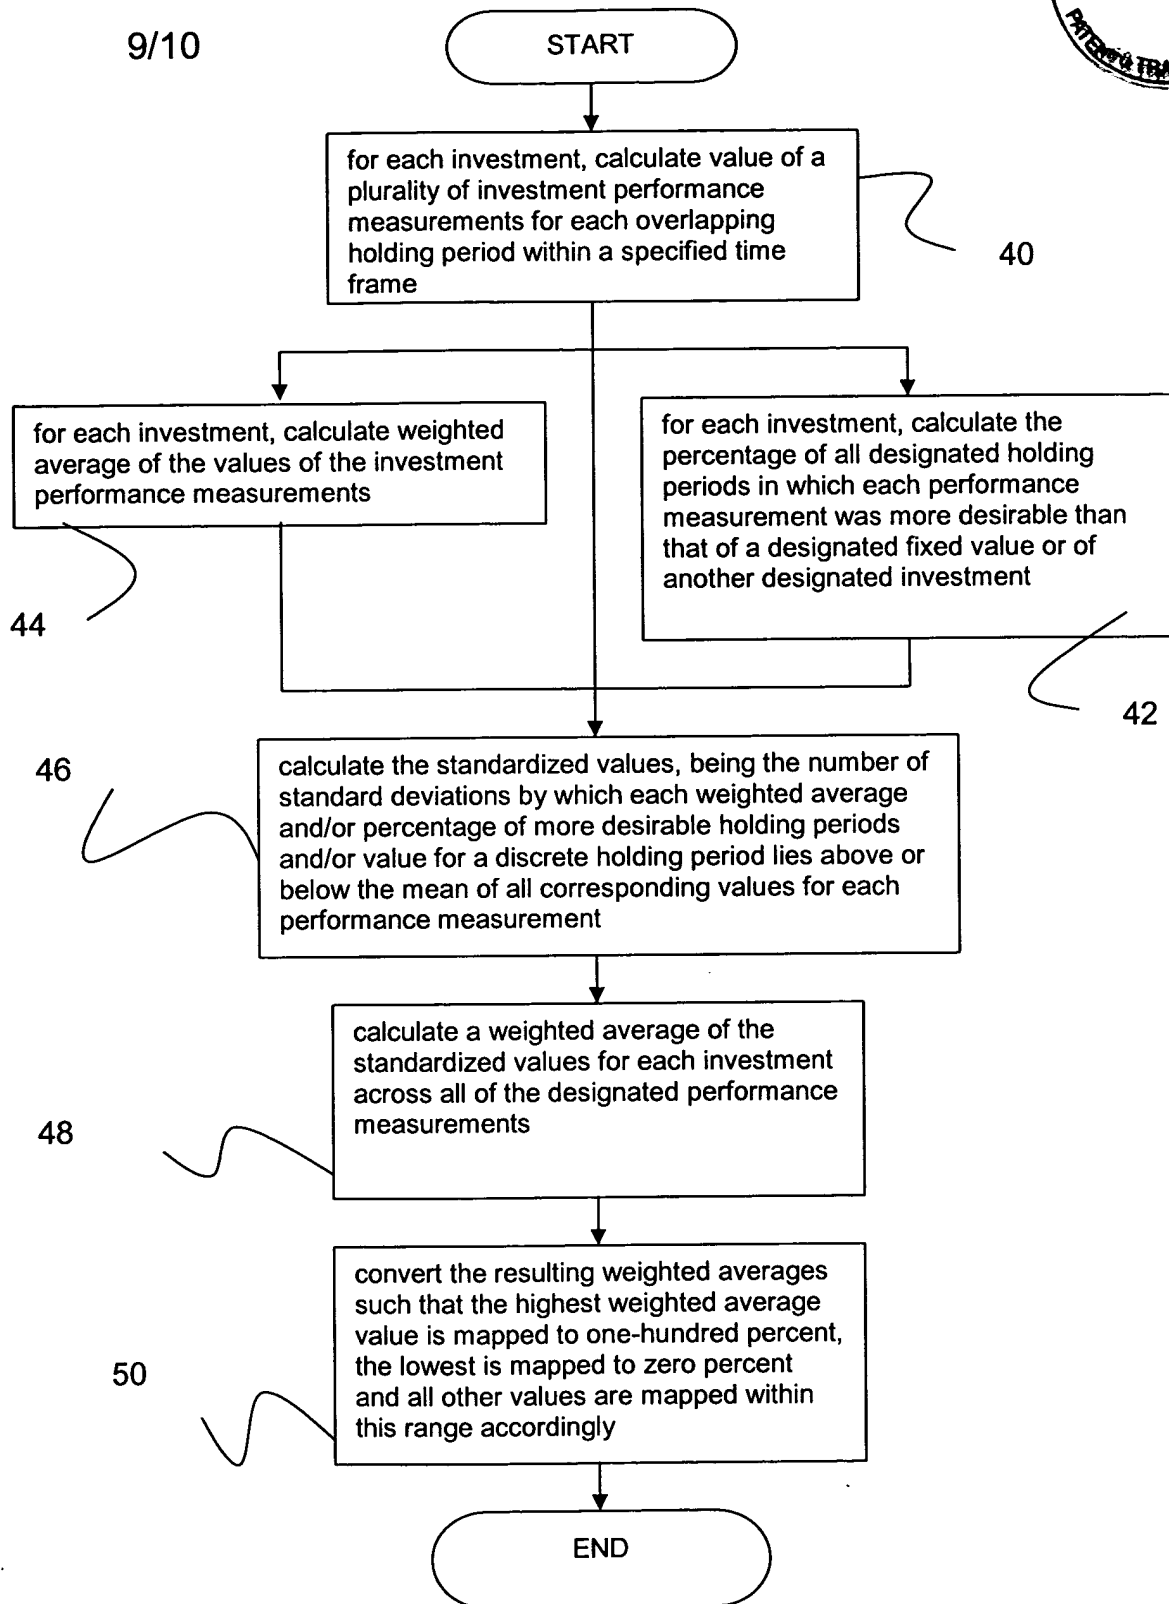 9/10
START
PATENT & TRA
for each investment, calculate value of a
plurality of investment performance
measurements for each overlapping
holding period within a specified time
frame
40
for each investment, calculate weighted
average of the values of the investment
performance measurements
44
for each investment, calculate the
percentage of all designated holding
periods in which each performance
measurement was more desirable than
that of a designated fixed value or of
another designated investment
42
46
calculate the standardized values, being the number of
standard deviations by which each weighted average
and/or percentage of more desirable holding periods
and/or value for a discrete holding period lies above or
below the mean of all corresponding values for each
performance measurement
calculate a weighted average of the
standardized values for each investment
across all of the designated performance
measurements
48
convert the resulting weighted averages
such that the highest weighted average
value is mapped to one-hundred percent,
the lowest is mapped to zero percent
and all other values are mapped within
this range accordingly
50
END